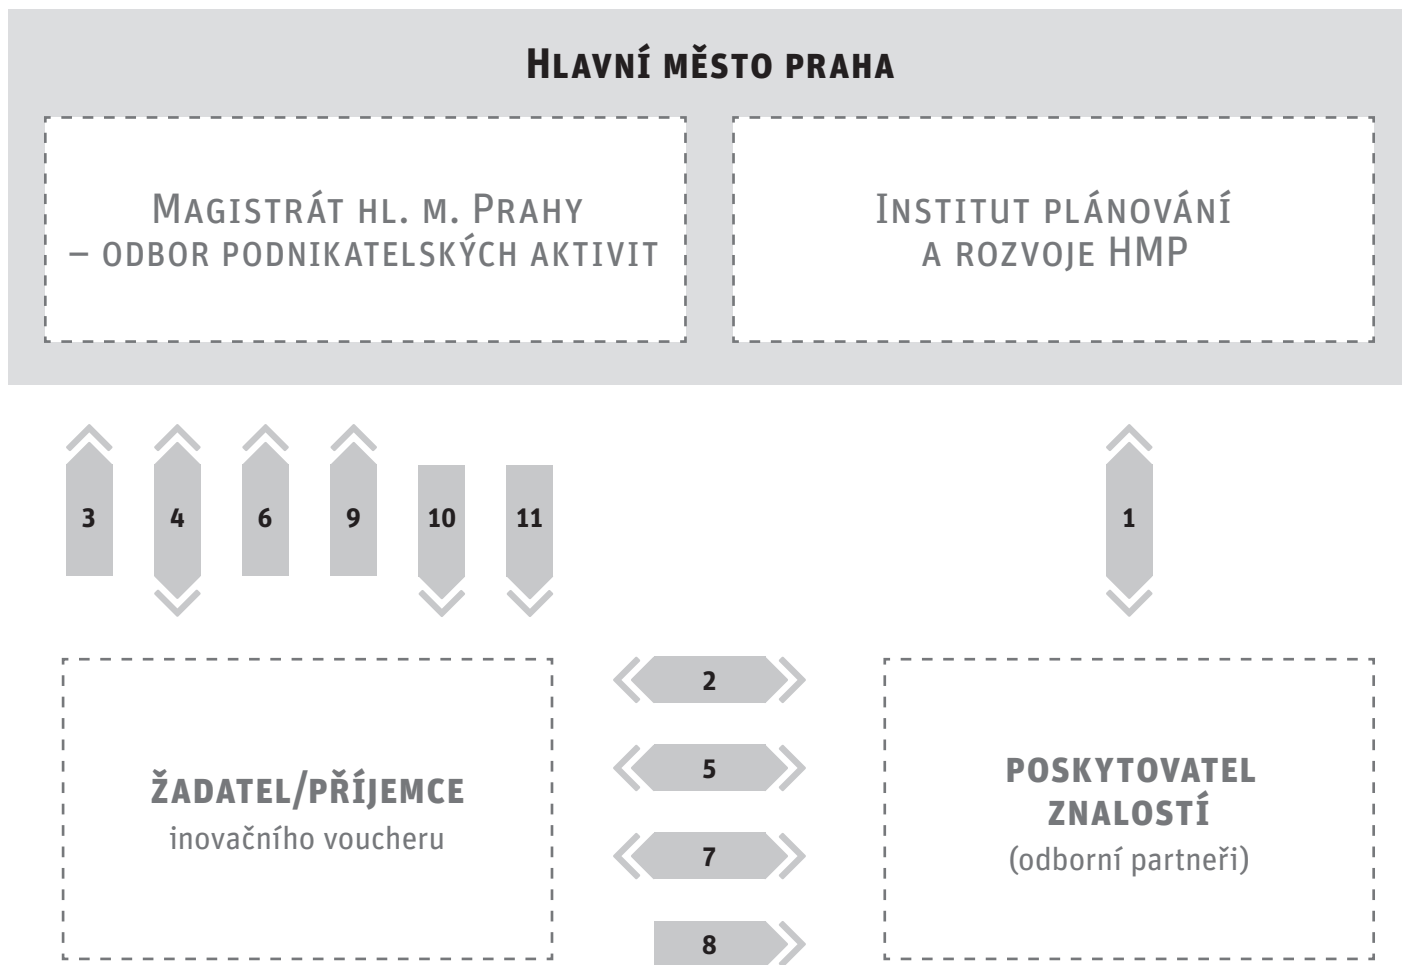 HLAVNÍ MĚSTO PRAHA
MAGISTRÁT HL. M. PRAHY
– ODBOR PODNIKATELSKÝCH AKTIVIT
INSTITUT PLÁNOVÁNÍ
A ROZVOJE HMP
3
4
6
9
10
11
1
ŽADATEL/PŘÍJEMCE
inovačního voucheru
2
5
7
8
POSKYTOVATEL
ZNALOSTÍ
(odborní partneři)